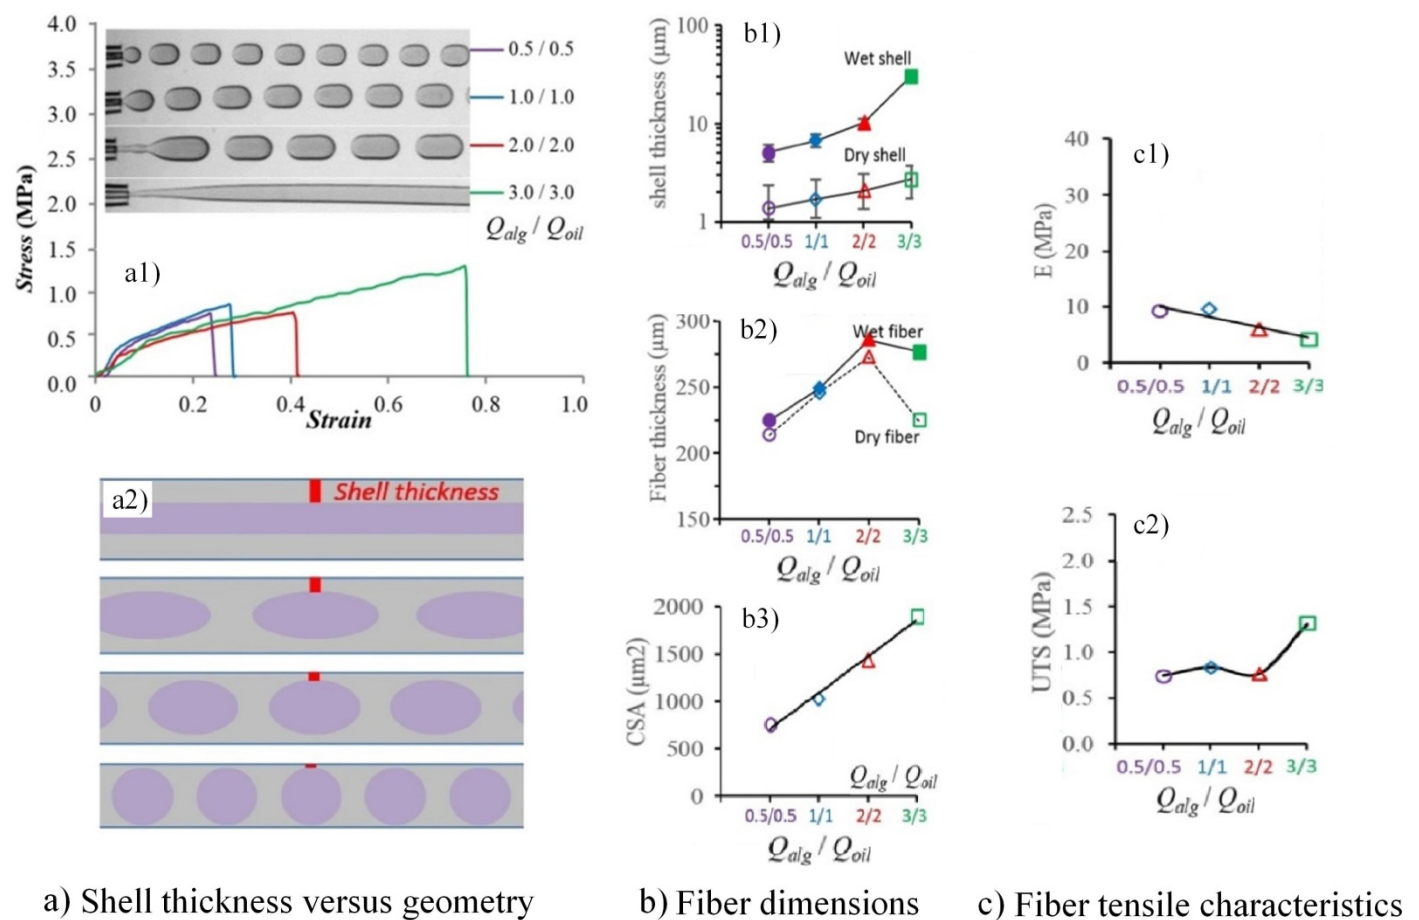 4.0
3.5
3.0
2.5
2.0
1.5
1.0
0.5
0.0
Stress (MPa)
0.5 / 0.5
1.0 / 1.0
2.0 / 2.0
3.0 / 3.0
Qalg / Qoil
a1)
0 0.2 0.4 0.6 0.8 1.0
Strain
a2)
Shell thickness
a) Shell thickness versus geometry
b1)
100
10
1
shell thickness (μm)
Wet shell
Dry shell
0.5/0.5 1/1 2/2 3/3
Qalg / Qoil
b2)
300
250
200
150
Fiber thickness (μm)
Wet fiber
Dry fiber
0.5/0.5 1/1 2/2 3/3
Qalg / Qoil
b3)
2000
1500
1000
500
0
CSA (μm2)
Qalg / Qoil
0.5/0.5 1/1 2/2 3/3
Qalg / Qoil
b) Fiber dimensions
c1)
40
30
20
10
0
E (MPa)
0.5/0.5 1/1 2/2 3/3
Qalg / Qoil
c2)
2.5
2.0
1.5
1.0
0.5
0.0
UTS (MPa)
0.5/0.5 1/1 2/2 3/3
Qalg / Qoil
c) Fiber tensile characteristics